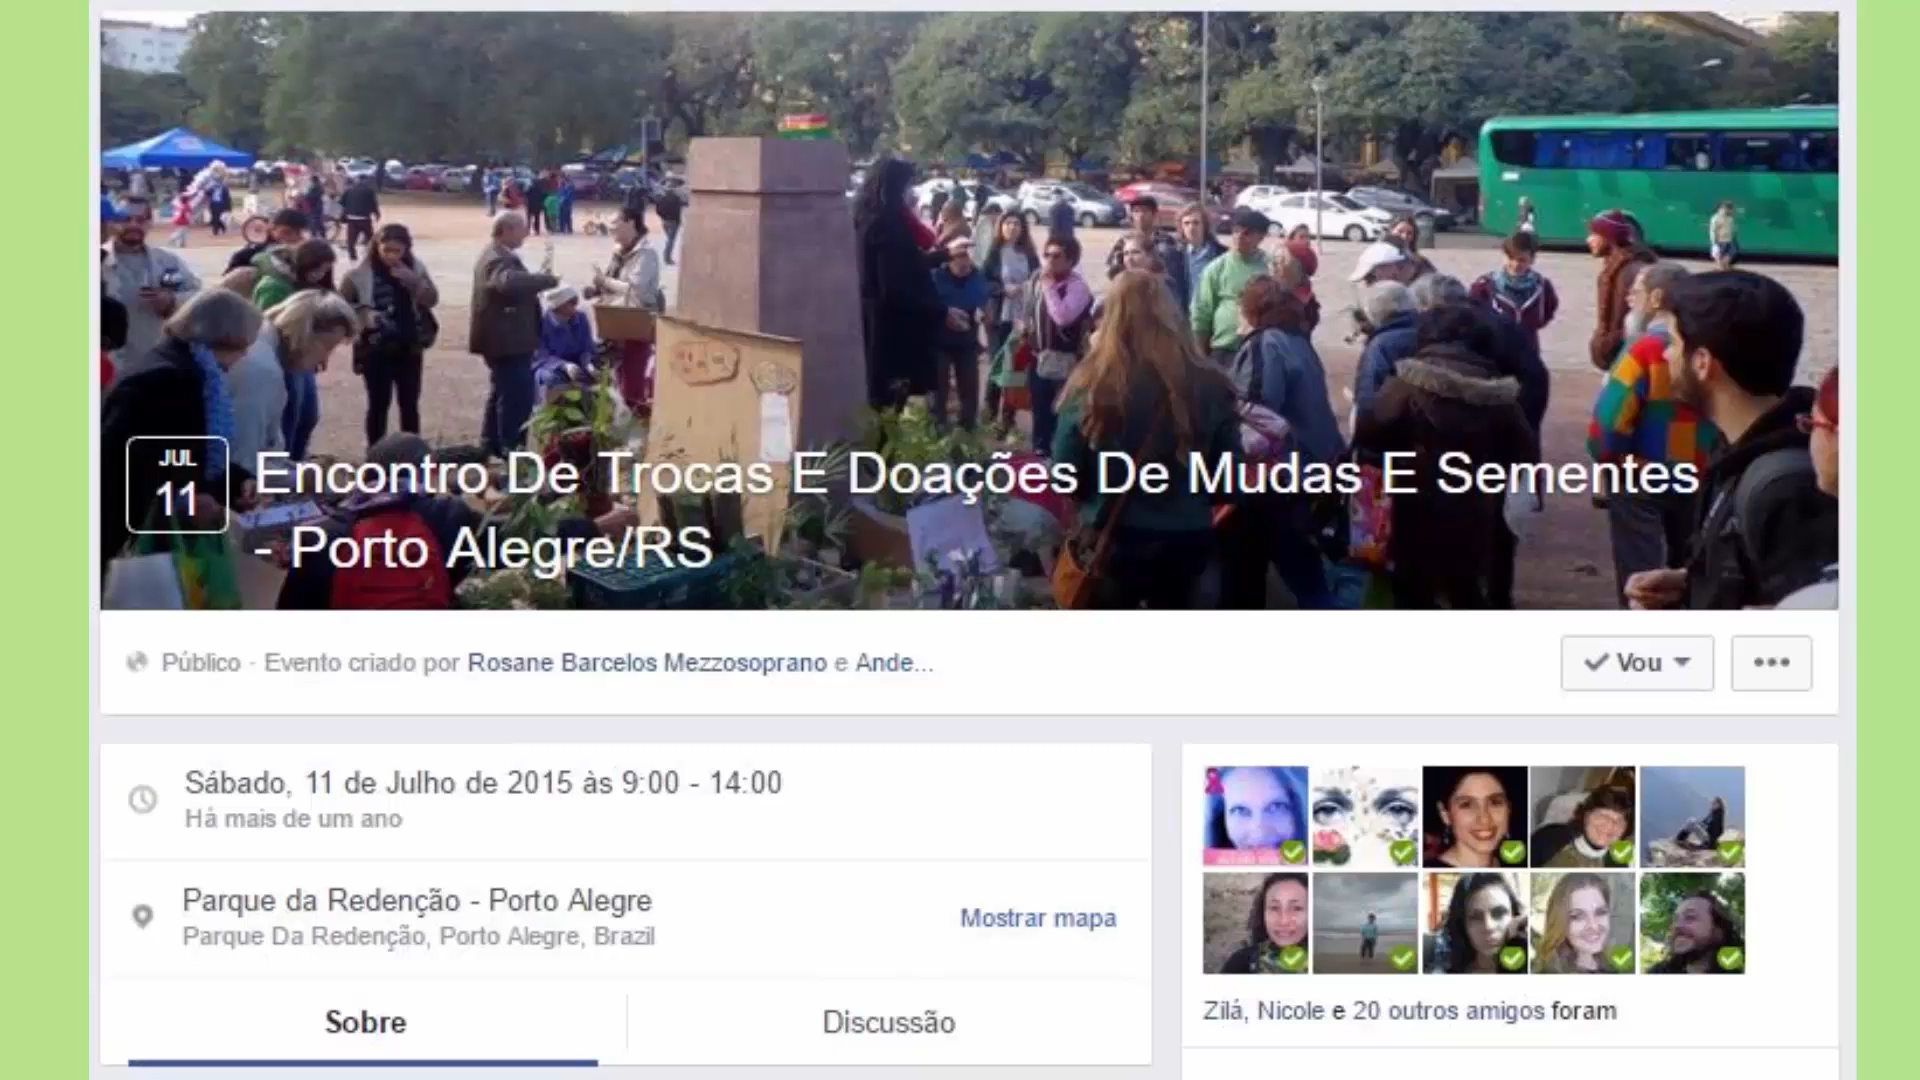 JUL
11
Encontro De Trocas E Doações De Mudas E Sementes
- Porto Alegre/RS
Público · Evento criado por Rosane Barcelos Mezzosoprano e Ande...
Vou
Sábado, 11 de Julho de 2015 às 9:00 - 14:00
Há mais de um ano
Parque da Redenção - Porto Alegre
Parque Da Redenção, Porto Alegre, Brazil
Mostrar mapa
Sobre
Discussão
Zilá, Nicole e 20 outros amigos foram